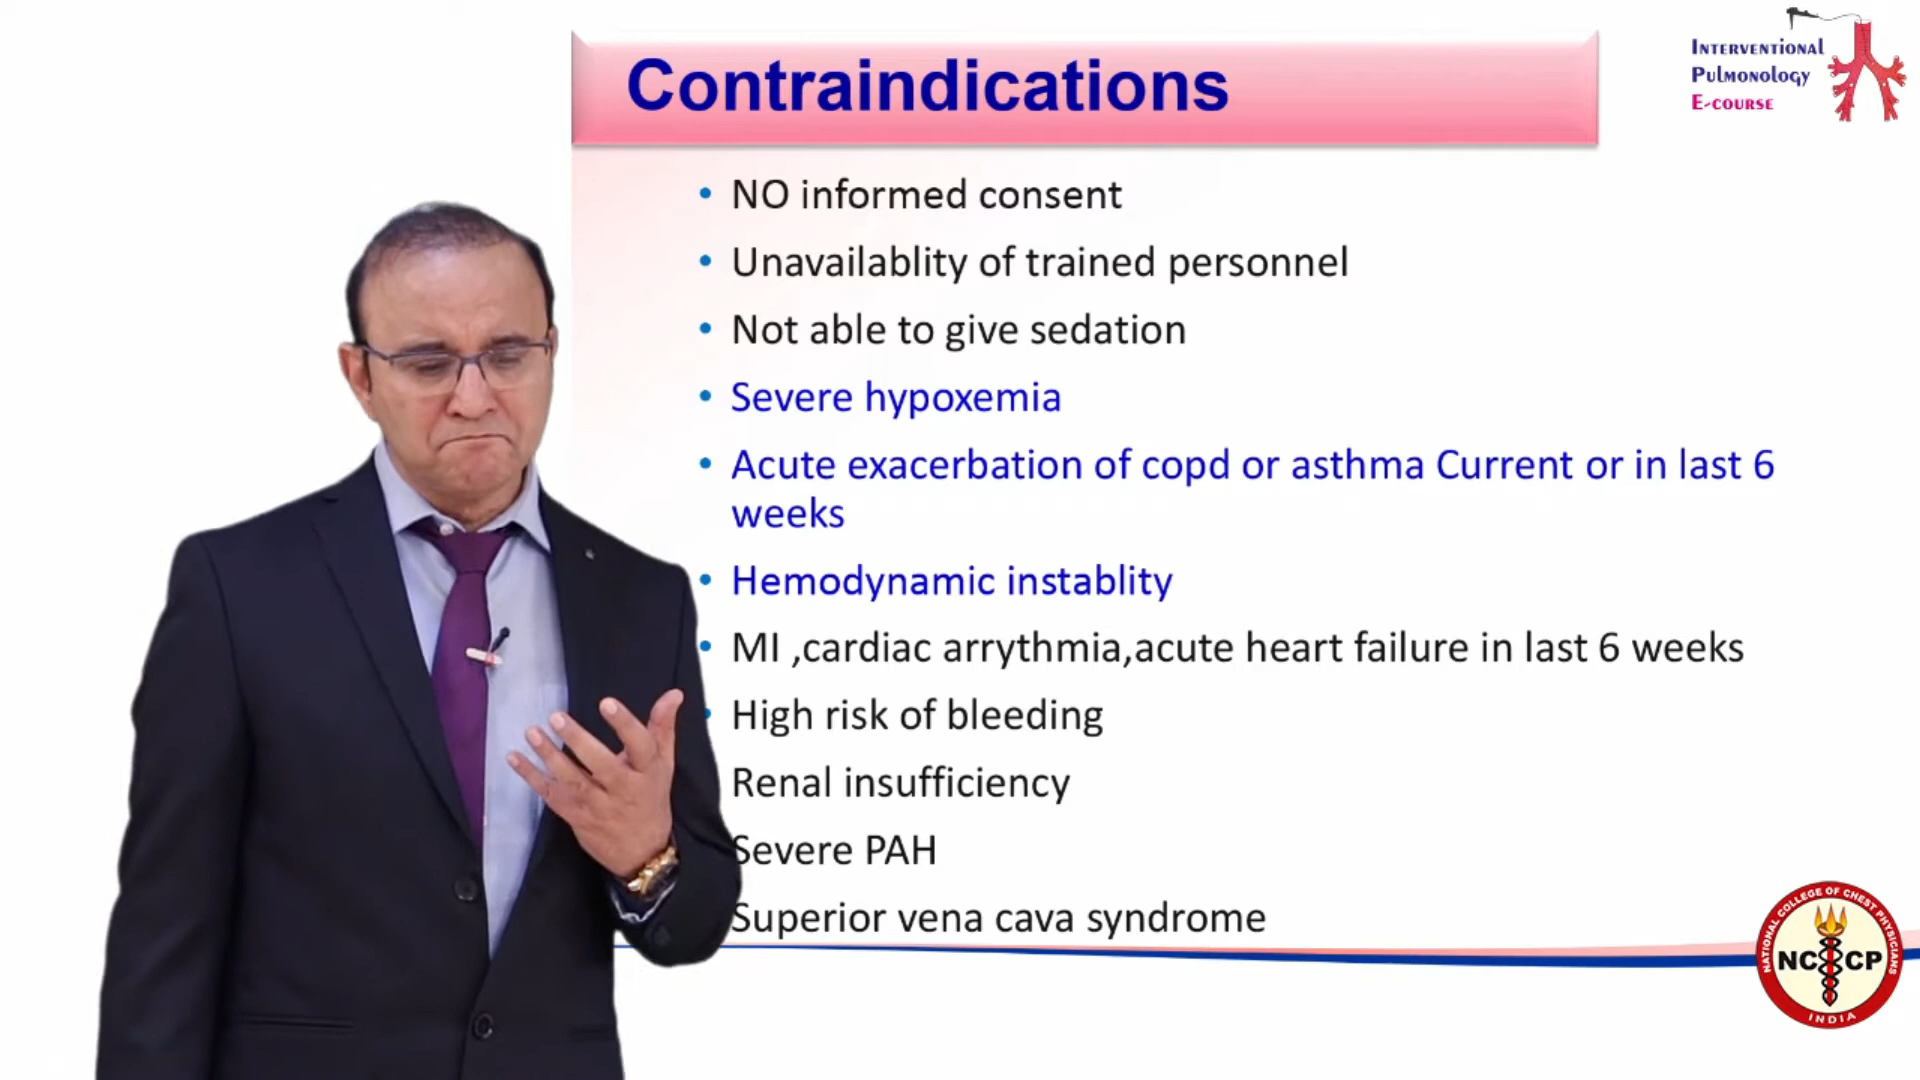 Contraindications
INTERVENTIONAL
PULMONOLOGY
E-COURSE
• NO informed consent
• Unavailablity of trained personnel
• Not able to give sedation
• Severe hypoxemia
• Acute exacerbation of copd or asthma Current or in last 6
weeks
• Hemodynamic instablity
• MI ,cardiac arrythmia,acute heart failure in last 6 weeks
• High risk of bleeding
Renal insufficiency
Severe PAH
Superior vena cava syndrome
NATIONAL COLLEGE OF CHEST PHYSICIANS
NCCP
INDIA